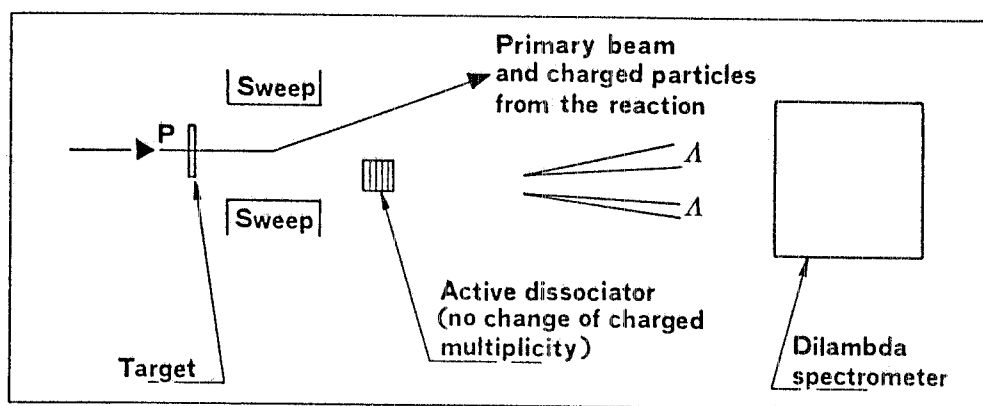 Primary beam
and charged particles
from the reaction
Sweep
P
Λ
Λ
Sweep
Active dissociator
(no change of charged
multiplicity)
Target
Dilambda
spectrometer